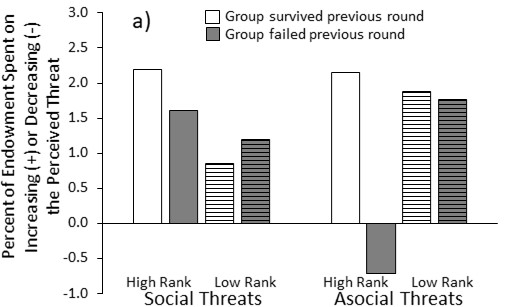 a)
Group survived previous round
Group failed previous round
Percent of Endowment Spent on
Increasing (+) or Decreasing (-)
the Perceived Threat
3.0
2.5
2.0
1.5
1.0
0.5
0.0
-0.5
-1.0
High Rank Low Rank High Rank Low Rank
Social Threats Asocial Threats